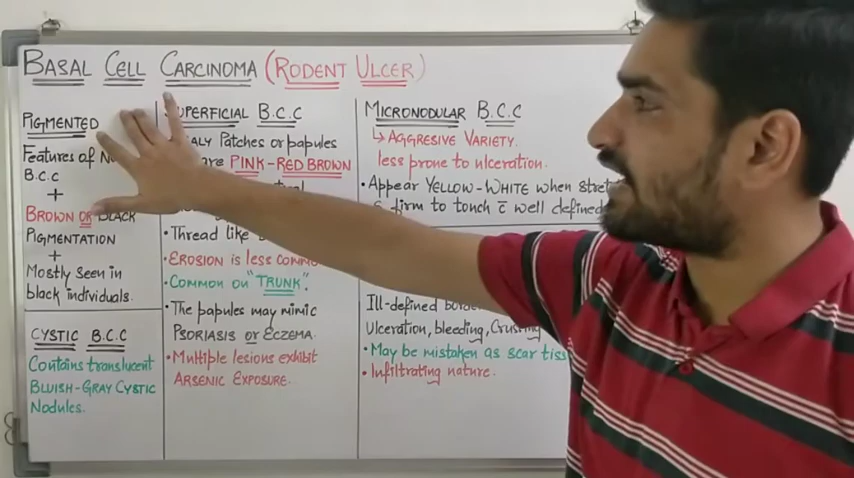 BASAL CELL CARCINOMA (RODENT ULCER)
PIGMENTED
Features of
B.C.C
+
BROWN OR BLACK
PIGMENTATION
+
Mostly seen in
black individuals.
CYSTIC B.C.C
Contains translucent
BLUISH-GRAY CYSTIC
Nodules.
SUPERFICIAL B.C.C
Patches or papules
are PINK-RED BROWN
• Thread like
• EROSION is LESS
• Common on "TRUNK".
• The papules may mimic
PSORIASIS or ECZEMA.
• Multiple lesions exhibit
ARSENIC EXPOSURE.
MICRONODULAR B.C.C
↳ AGGRESIVE VARIETY.
less prone to ulceration.
• Appear YELLOW-WHITE when
& firm to touch c̄ well defined
Ill-defined
Ulceration, bleeding, Crusting
• May be mistaken as scar
• Infiltrating nature.